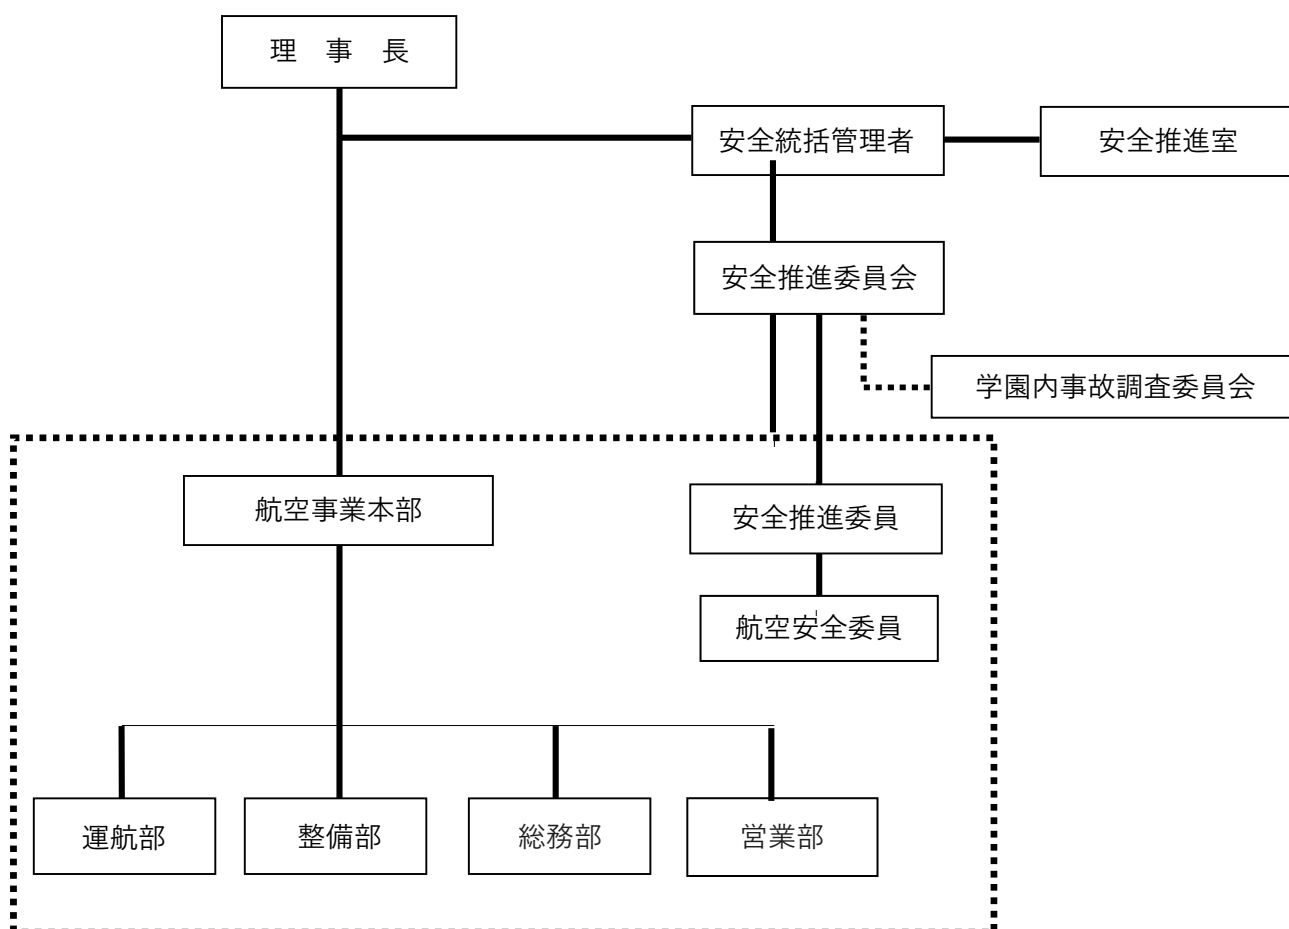 理　事　長
安全統括管理者
安全推進室
安全推進委員会
学園内事故調査委員会
航空事業本部
安全推進委員
航空安全委員
運航部
整備部
総務部
営業部